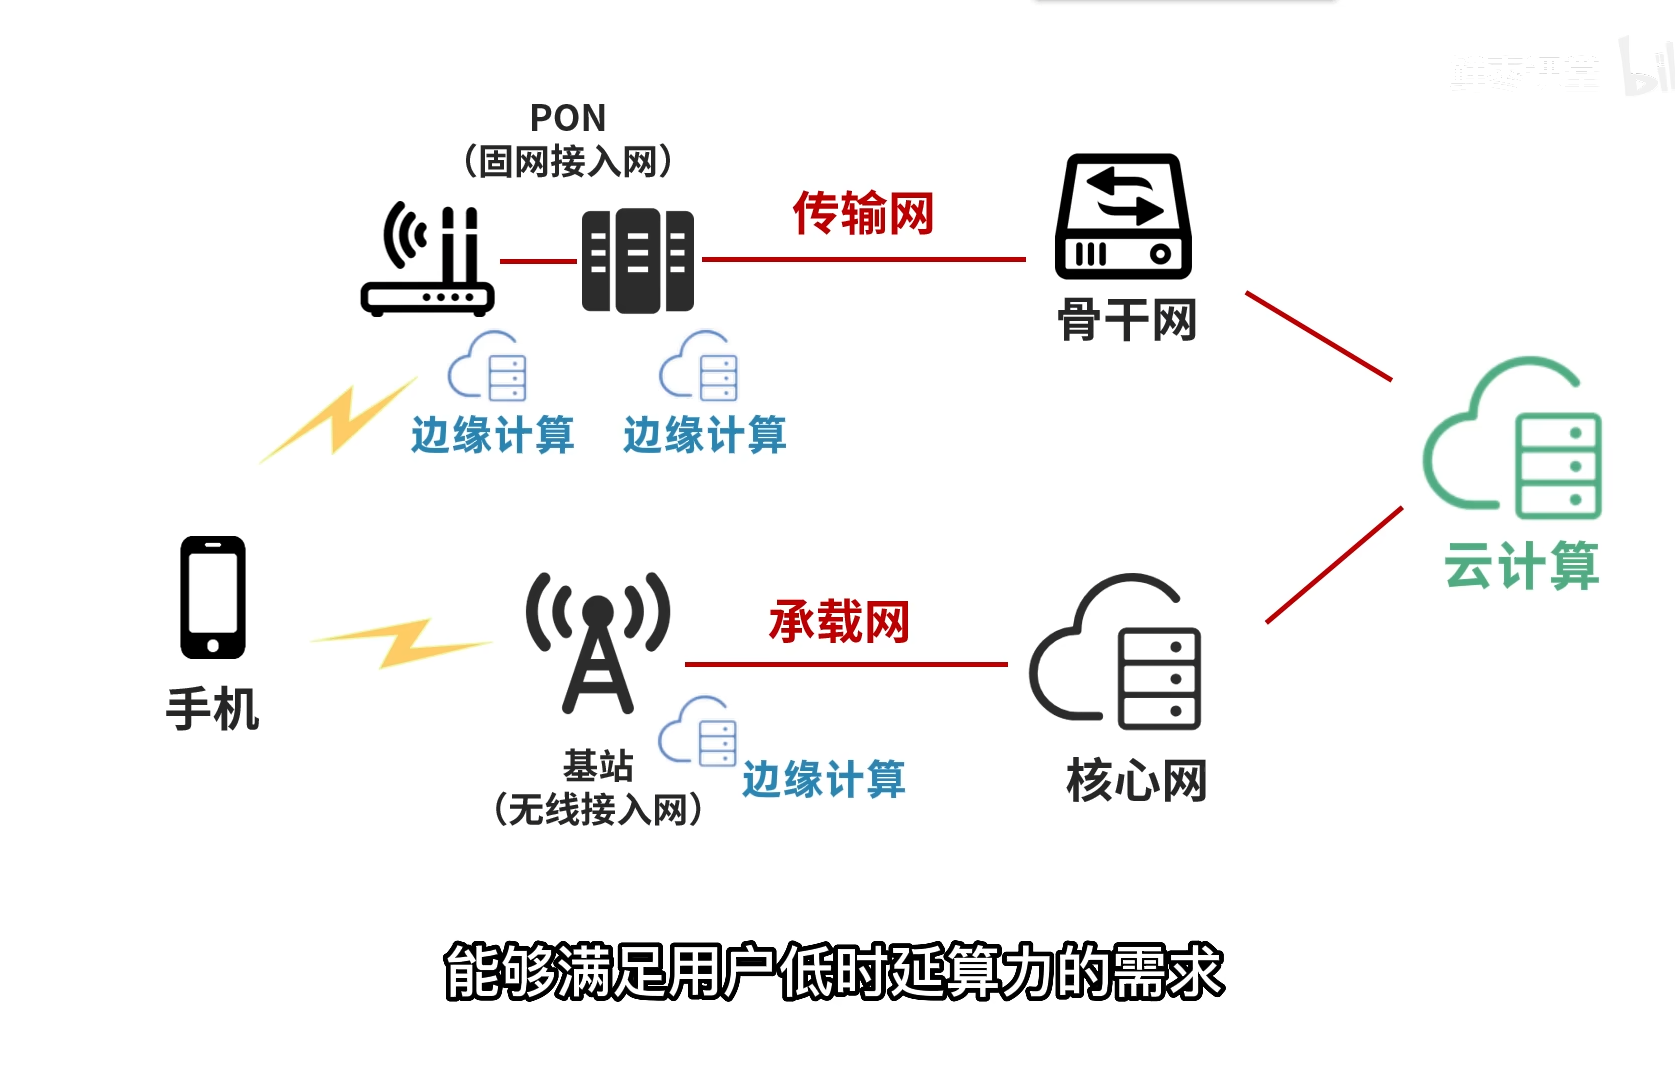 PON
（固网接入网）
传输网
骨干网
边缘计算
边缘计算
云计算
手机
承载网
基站
（无线接入网）
边缘计算
核心网
能够满足用户低时延算力的需求